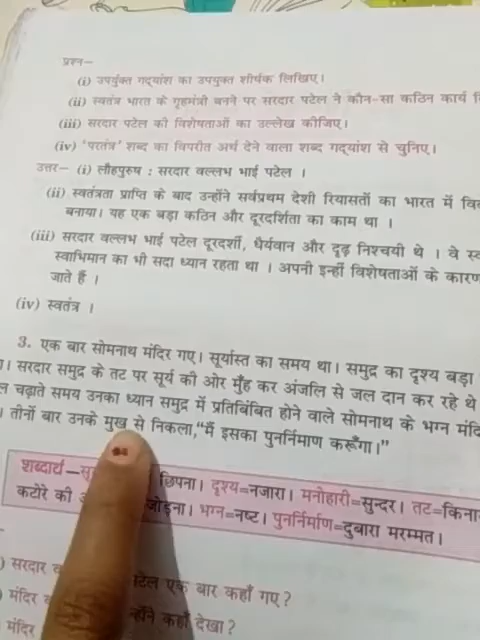 प्रश्न–
(i) उपर्युक्त गद्यांश का उपयुक्त शीर्षक लिखिए।
(ii) स्वतंत्र भारत के गृहमंत्री बनने पर सरदार पटेल ने कौन-सा कठिन कार्य
(iii) सरदार पटेल की विशेषताओं का उल्लेख कीजिए।
(iv) 'परतंत्र' शब्द का विपरीत अर्थ देने वाला शब्द गद्यांश से चुनिए।
उत्तर– (i) लौहपुरुष : सरदार वल्लभ भाई पटेल ।
(ii) स्वतंत्रता प्राप्ति के बाद उन्होंने सर्वप्रथम देशी रियासतों का भारत में
बनाया। यह एक बड़ा कठिन और दूरदर्शिता का काम था ।
(iii) सरदार वल्लभ भाई पटेल दूरदर्शी, धैर्यवान और दृढ़ निश्चयी थे । वे
स्वाभिमान का भी सदा ध्यान रहता था । अपनी इन्हीं विशेषताओं के कारण
जाते हैं ।
(iv) स्वतंत्र ।
3. एक बार सोमनाथ मंदिर गए। सूर्यास्त का समय था। समुद्र का दृश्य बड़ा
। सरदार समुद्र के तट पर सूर्य की ओर मुँह कर अंजलि से जल दान कर रहे थे
चढ़ाते समय उनका ध्यान समुद्र में प्रतिबिंबित होने वाले सोमनाथ के भग्न
। तीनों बार उनके मुख से निकला, "मैं इसका पुनर्निमाण करूँगा।"
शब्दार्थ– छिपना। दृश्य=नजारा। मनोहारी=सुन्दर। तट=
कटोरे की जोड़ना। भग्न=नष्ट। पुनर्निर्माण=दुबारा मरम्मत।
) सरदार पटेल एक बार कहाँ गए ?
मंदिर कहाँ देखा ?
मंदिर